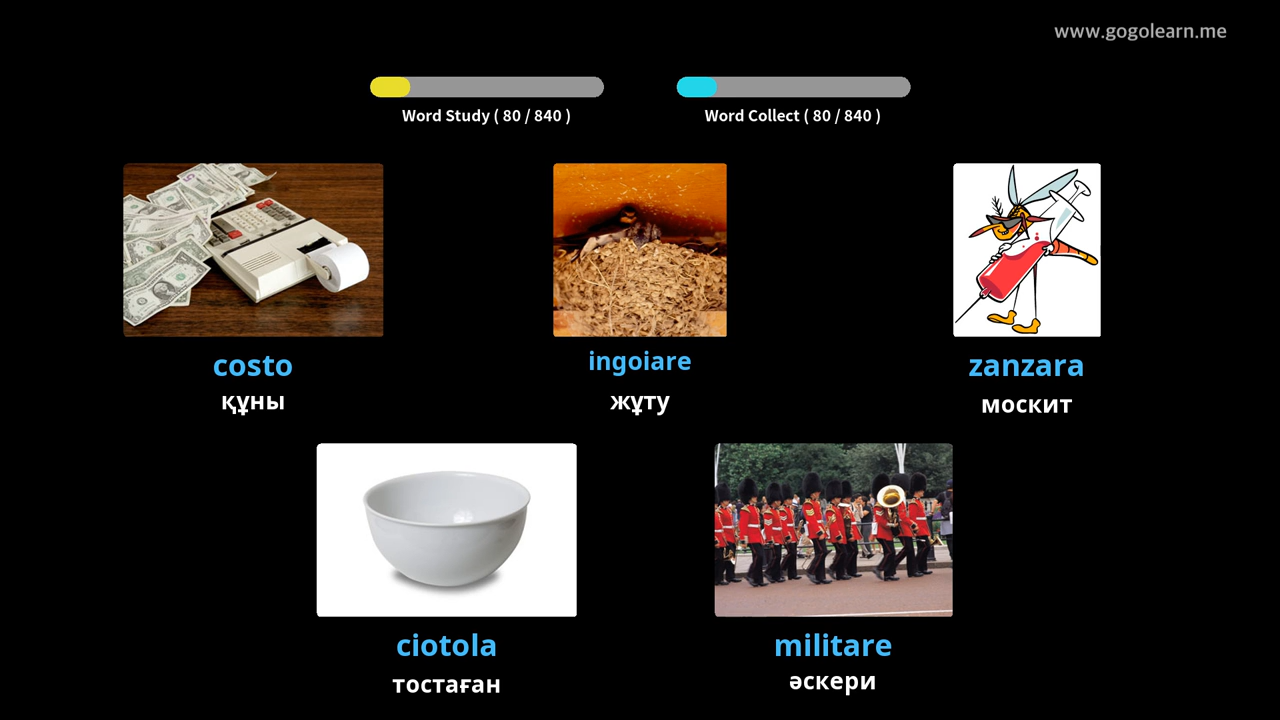 www.gogolearn.me
Word Study ( 80 / 840 )
Word Collect ( 80 / 840 )
costo
құны
ingoiare
жұту
zanzara
москит
ciotola
тостаған
militare
әскери